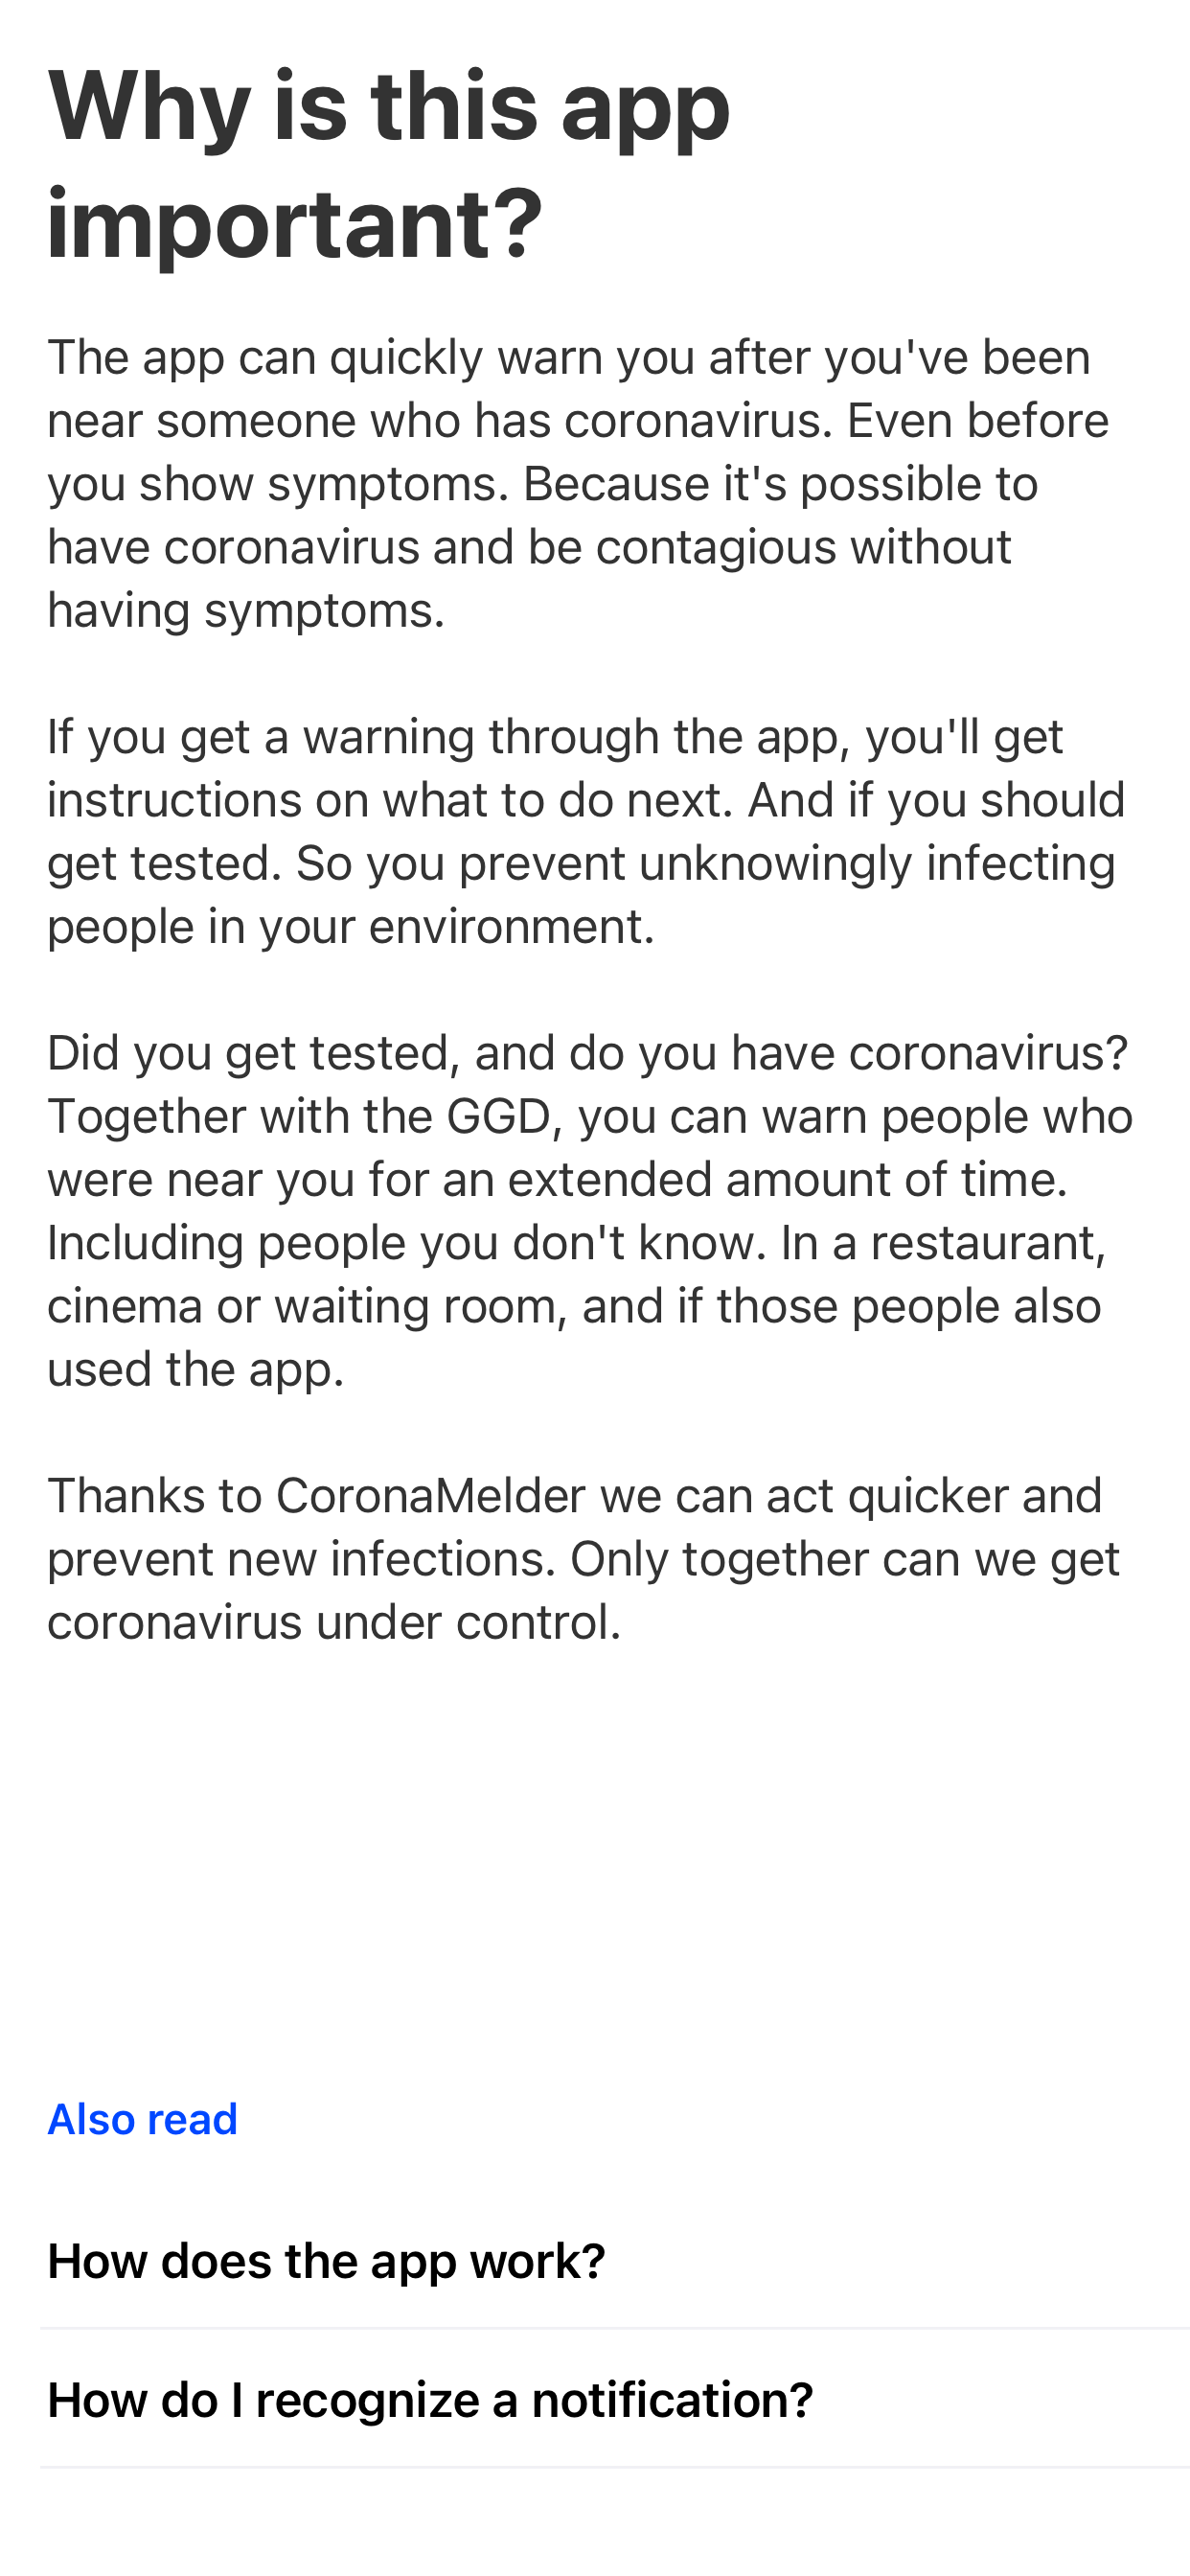 Why is this app
important?
The app can quickly warn you after you've been
near someone who has coronavirus. Even before
you show symptoms. Because it's possible to
have coronavirus and be contagious without
having symptoms.
If you get a warning through the app, you'll get
instructions on what to do next. And if you should
get tested. So you prevent unknowingly infecting
people in your environment.
Did you get tested, and do you have coronavirus?
Together with the GGD, you can warn people who
were near you for an extended amount of time.
Including people you don't know. In a restaurant,
cinema or waiting room, and if those people also
used the app.
Thanks to CoronaMelder we can act quicker and
prevent new infections. Only together can we get
coronavirus under control.
Also read
How does the app work?
How do I recognize a notification?